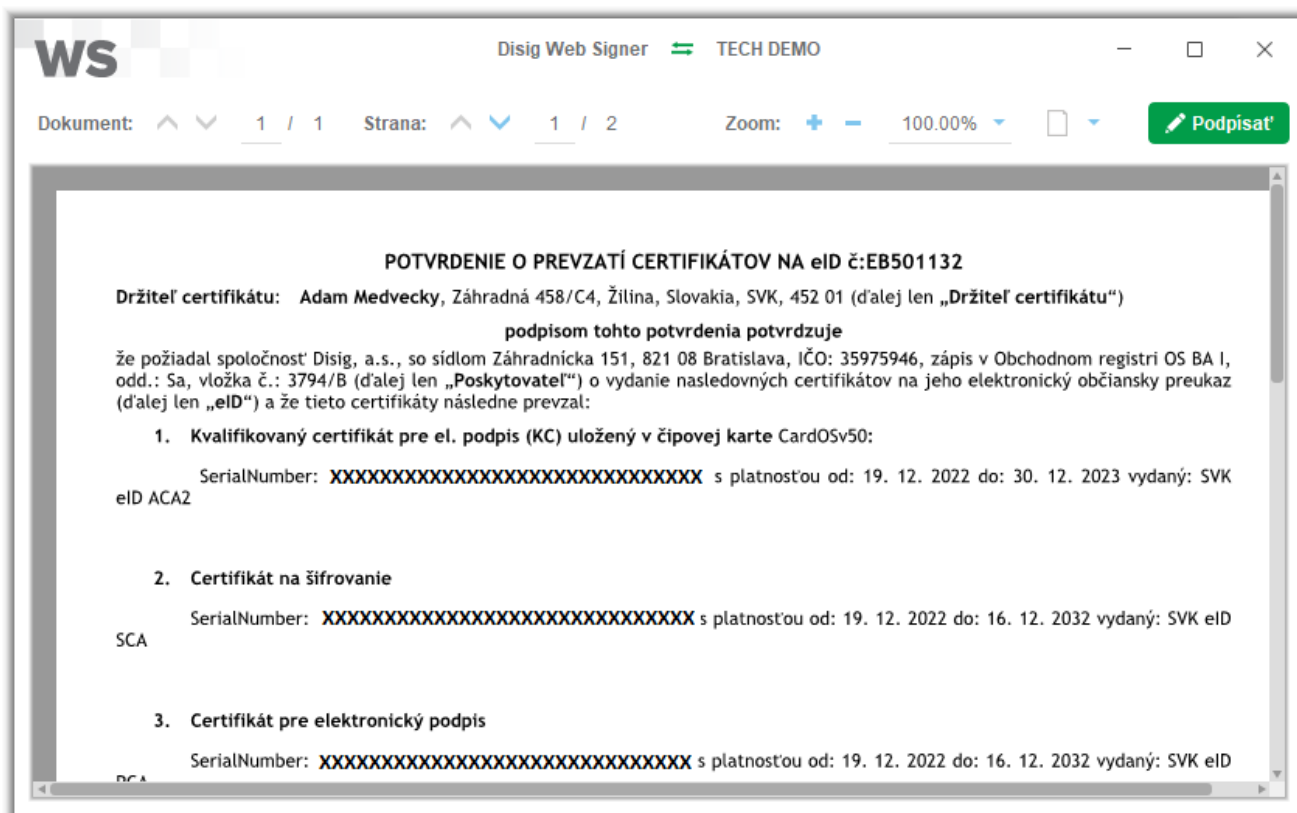 WS
Disig Web Signer TECH DEMO
Dokument: 1 / 1 Strana: 1 / 2 Zoom: 100.00% Podpísať
POTVRDENIE O PREVZATÍ CERTIFIKÁTOV NA eID č:EB501132
Držiteľ certifikátu: Adam Medvecky, Záhradná 458/C4, Žilina, Slovakia, SVK, 452 01 (ďalej len „Držiteľ certifikátu“)
podpisom tohto potvrdenia potvrdzuje
že požiadal spoločnosť Disig, a.s., so sídlom Záhradnícka 151, 821 08 Bratislava, IČO: 35975946, zápis v Obchodnom registri OS BA I,
odd.: Sa, vložka č.: 3794/B (ďalej len „Poskytovateľ“) o vydanie nasledovných certifikátov na jeho elektronický občiansky preukaz
(ďalej len „eID“) a že tieto certifikáty následne prevzal:
1. Kvalifikovaný certifikát pre el. podpis (KC) uložený v čipovej karte CardOSv50:
SerialNumber: XXXXXXXXXXXXXXXXXXXXXXXXXXXXXX s platnosťou od: 19. 12. 2022 do: 30. 12. 2023 vydaný: SVK
eID ACA2
2. Certifikát na šifrovanie
SerialNumber: XXXXXXXXXXXXXXXXXXXXXXXXXXXXXX s platnosťou od: 19. 12. 2022 do: 16. 12. 2032 vydaný: SVK eID
SCA
3. Certifikát pre elektronický podpis
SerialNumber: XXXXXXXXXXXXXXXXXXXXXXXXXXXXXX s platnosťou od: 19. 12. 2022 do: 16. 12. 2032 vydaný: SVK eID